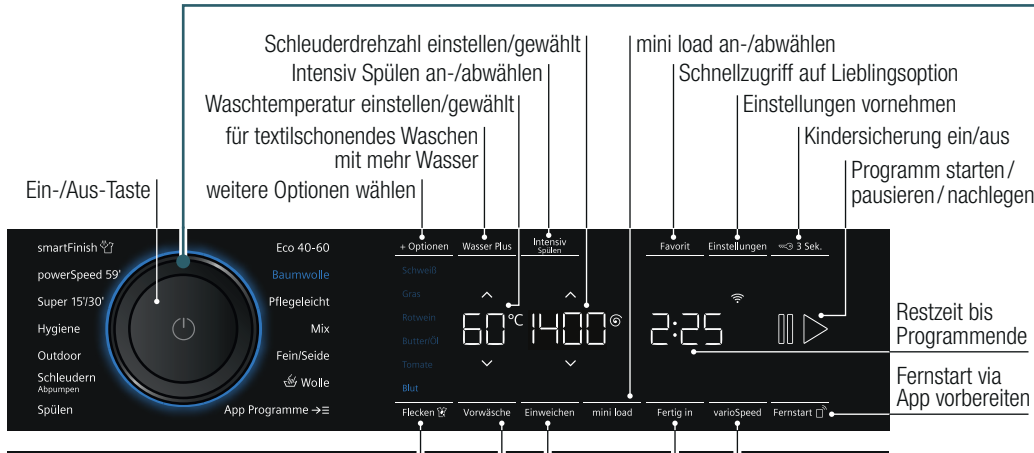 Schleuderdrehzahl einstellen/gewählt
mini load an-/abwählen
Intensiv Spülen an-/abwählen
Schnellzugriff auf Lieblingsoption
Waschtemperatur einstellen/gewählt
Einstellungen vornehmen
für textilschonendes Waschen
mit mehr Wasser
Kindersicherung ein/aus
Ein-/Aus-Taste
weitere Optionen wählen
Programm starten/
pausieren/nachlegen
smartFinish
powerSpeed 59'
Super 15'/30'
Hygiene
Outdoor
Schleudern
Abpumpen
Spülen
Eco 40-60
Baumwolle
Pflegeleicht
Mix
Fein/Seide
Wolle
App Programme →
+ Optionen
Wasser Plus
Intensiv
Spülen
Favorit
Einstellungen
3 Sek.
Schweiß
Gras
Rotwein
Butter/Öl
Tomate
Blut
60°C
1400
2:25
Flecken
Vorwäsche
Einweichen
mini load
Fertig in
varioSpeed
Fernstart
Restzeit bis
Programmende
Fernstart via
App vorbereiten